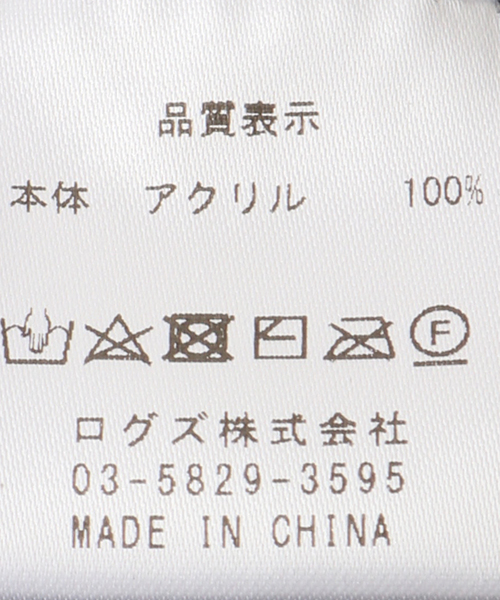 品質表示
本体 アクリル 100%
F
ログズ株式会社
03-5829-3595
MADE IN CHINA